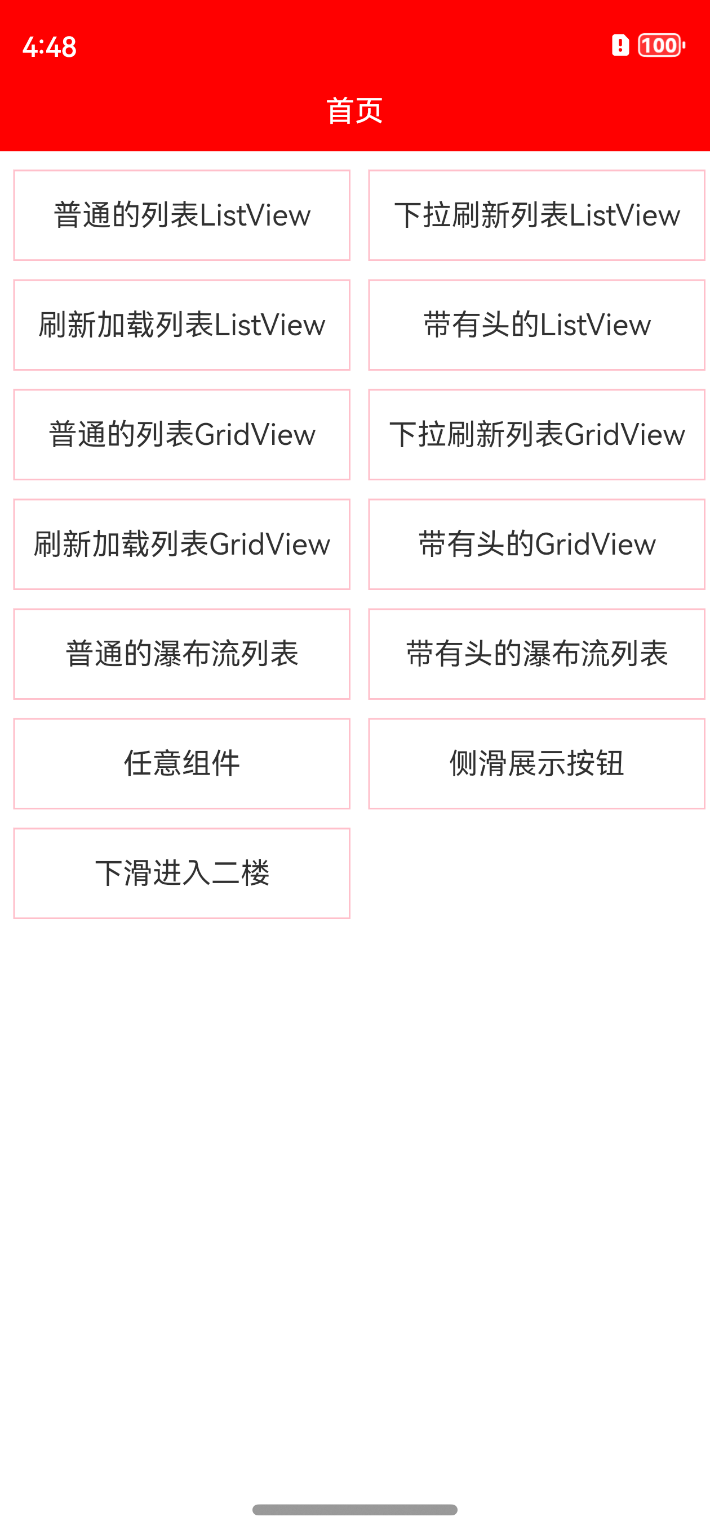 4:48
100
首页
普通的列表ListView
下拉刷新列表ListView
刷新加载列表ListView
带有头的ListView
普通的列表GridView
下拉刷新列表GridView
刷新加载列表GridView
带有头的GridView
普通的瀑布流列表
带有头的瀑布流列表
任意组件
侧滑展示按钮
下滑进入二楼